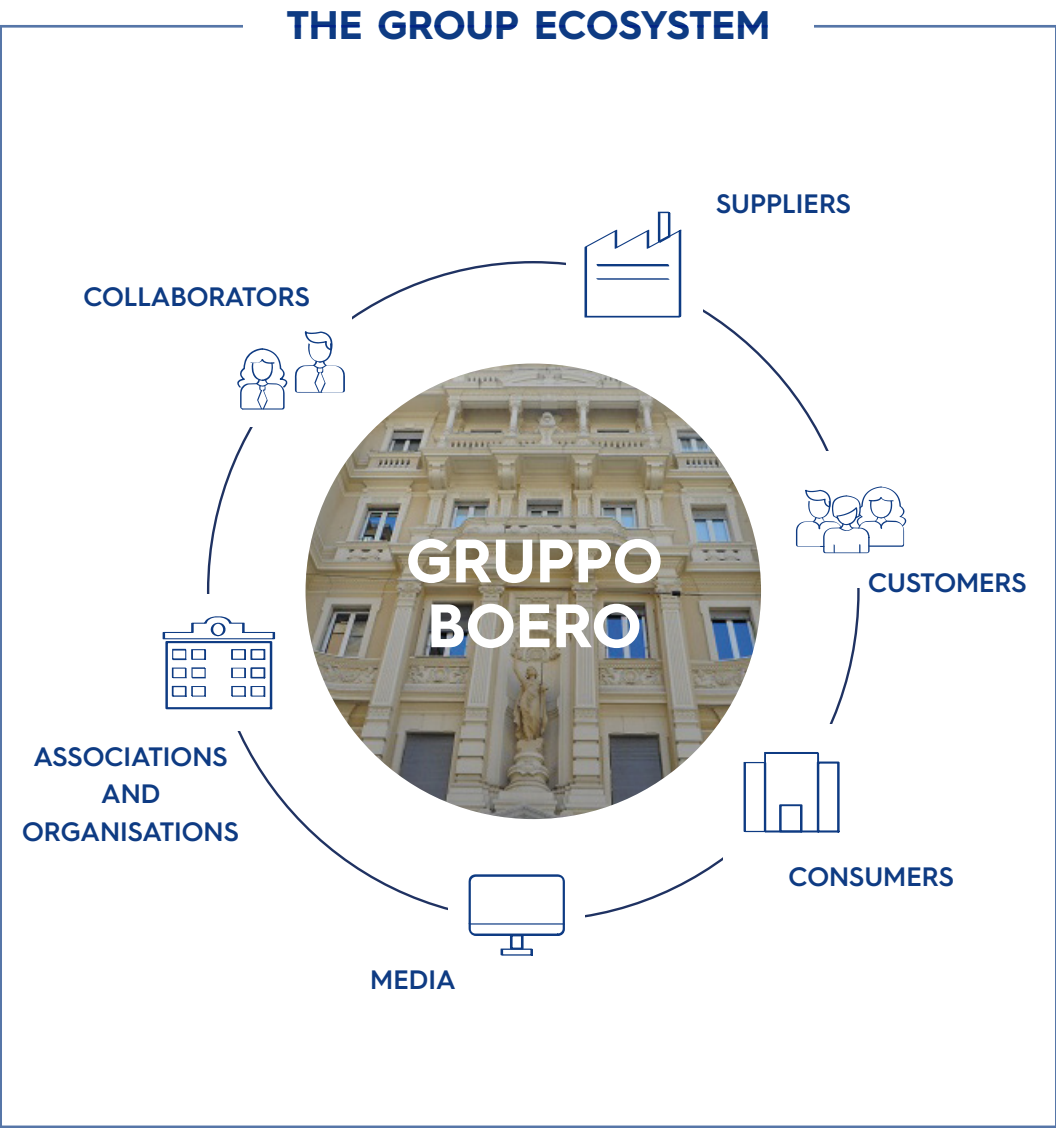 THE GROUP ECOSYSTEM
SUPPLIERS
COLLABORATORS
CUSTOMERS
GRUPPO
BOERO
ASSOCIATIONS
AND
ORGANISATIONS
CONSUMERS
MEDIA